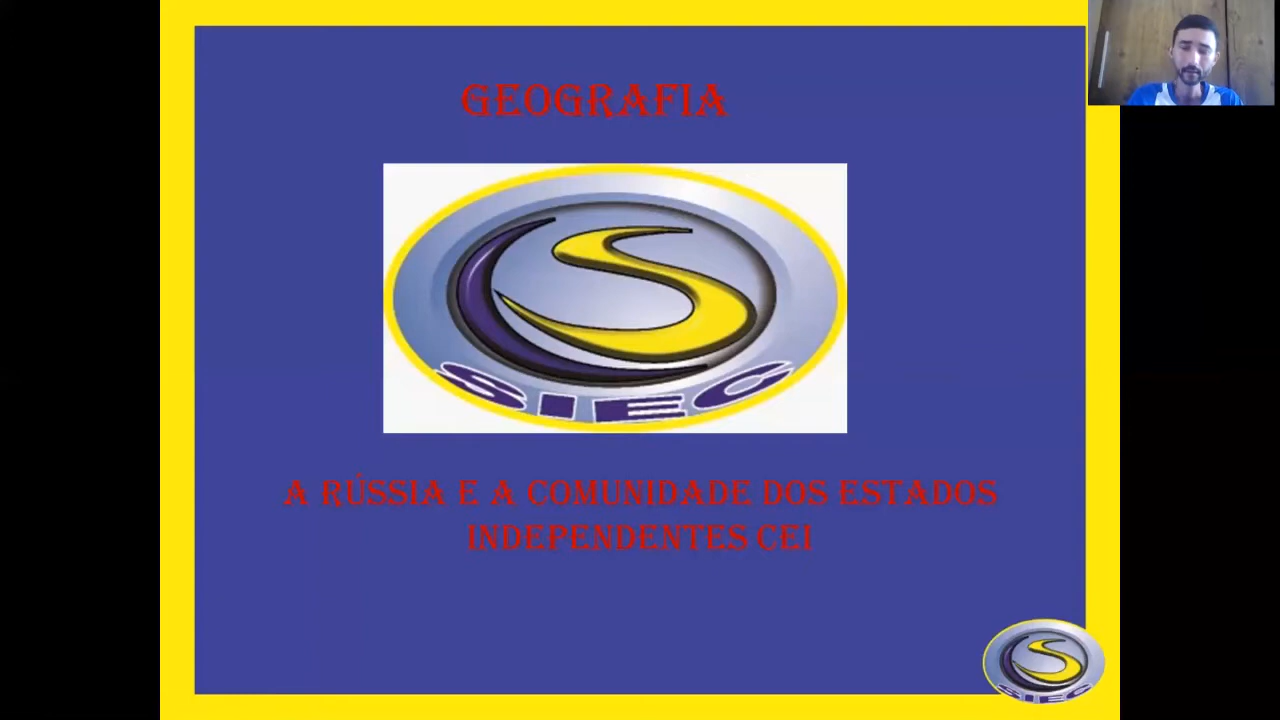 GEOGRAFIA
SIEC
A RÚSSIA E A COMUNIDADE DOS ESTADOS
INDEPENDENTES CEI
SIEC